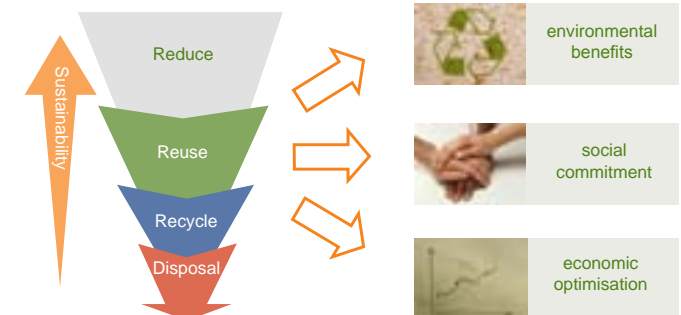 Sustainability
Reduce
Reuse
Recycle
Disposal
environmental
benefits
social
commitment
economic
optimisation